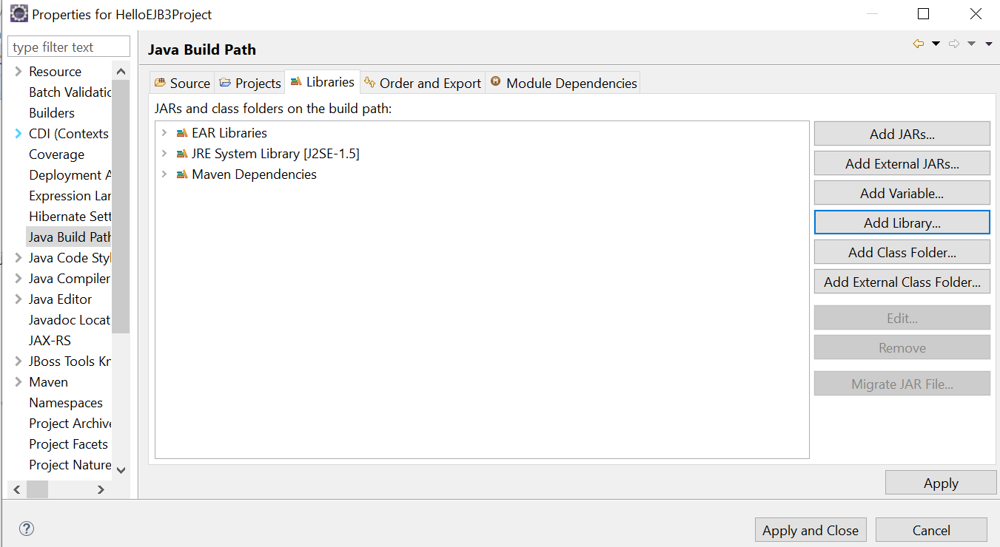 Properties for HelloEJB3Project
type filter text
Resource
Batch Validatic
Builders
CDI (Contexts
Coverage
Deployment A
Expression Lar
Hibernate Sett
Java Build Path
Java Code Styl
Java Compiler
Java Editor
Javadoc Locat
JAX-RS
JBoss Tools Kr
Maven
Namespaces
Project Archive
Project Facets
Project Nature
Java Build Path
Source Projects Libraries Order and Export Module Dependencies
JARs and class folders on the build path:
EAR Libraries
JRE System Library [J2SE-1.5]
Maven Dependencies
Add JARs...
Add External JARs...
Add Variable...
Add Library...
Add Class Folder...
Add External Class Folder...
Edit...
Remove
Migrate JAR File...
Apply
Apply and Close Cancel